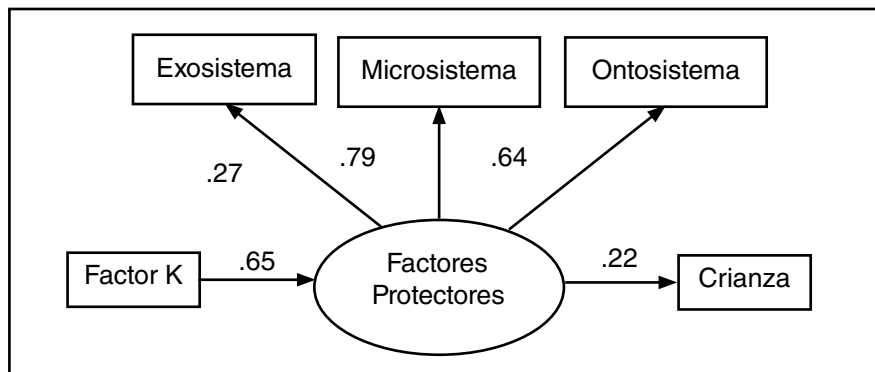 Exosistema
Microsistema
Ontosistema
.27
.79
.64
Factor K
.65
Factores
Protectores
.22
Crianza